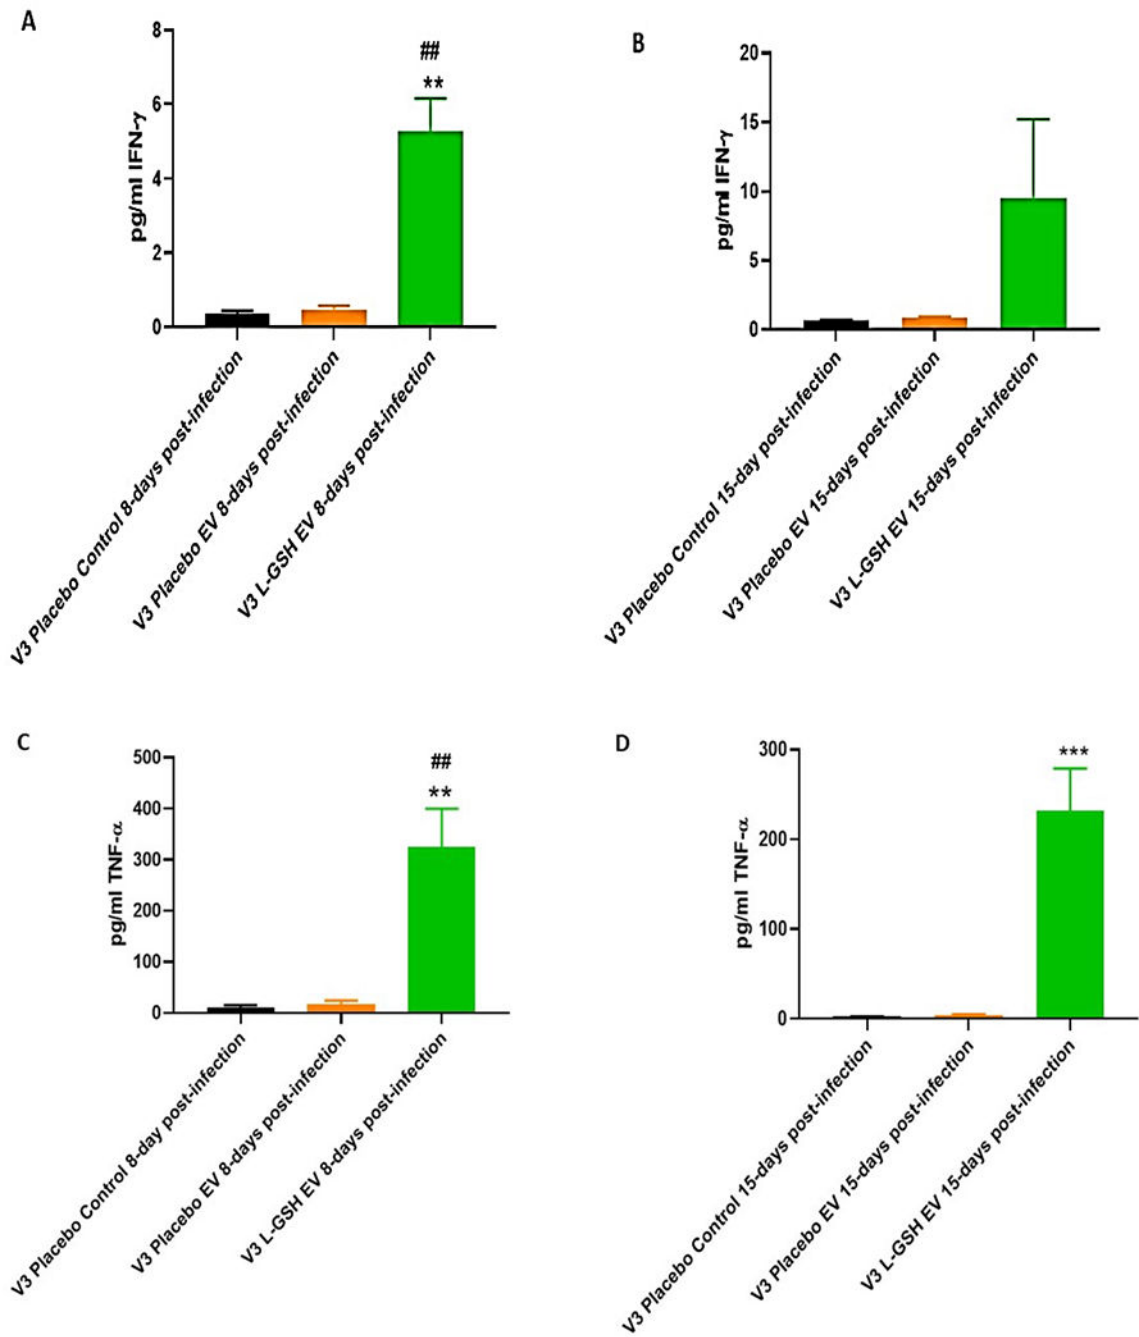 A
pg/ml IFN-γ
8
6
4
2
0
##
**
V3 Placebo Control 8-days post-infection
V3 Placebo EV 8-days post-infection
V3 L-GSH EV 8-days post-infection
B
pg/ml IFN-γ
20
15
10
5
0
V3 Placebo Control 15-day post-infection
V3 Placebo EV 15-days post-infection
V3 L-GSH EV 15-days post-infection
C
pg/ml TNF-α
500
400
300
200
100
0
##
**
V3 Placebo Control 8-day post-infection
V3 Placebo EV 8-days post-infection
V3 L-GSH EV 8-days post-infection
D
pg/ml TNF-α
300
200
100
0
***
V3 Placebo Control 15-days post-infection
V3 Placebo EV 15-days post-infection
V3 L-GSH EV 15-days post-infection